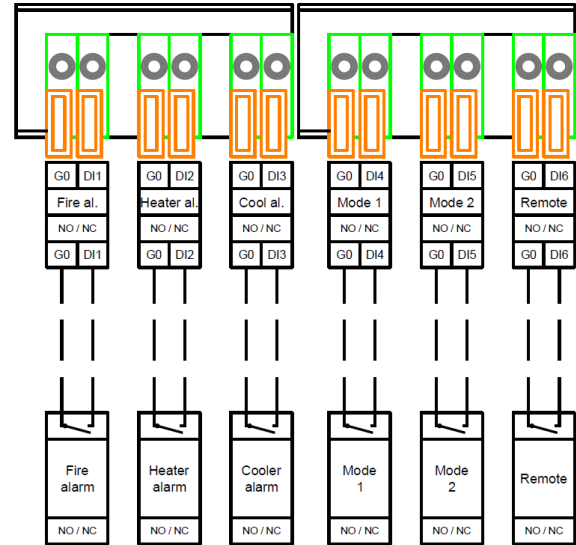 G0 DI1 G0 DI2 G0 DI3 G0 DI4 G0 DI5 G0 DI6
Fire al. Heater al. Cool al. Mode 1 Mode 2 Remote
NO / NC NO / NC NO / NC NO / NC NO / NC NO / NC
G0 DI1 G0 DI2 G0 DI3 G0 DI4 G0 DI5 G0 DI6
Fire
alarm
Heater
alarm
Cooler
alarm
Mode
1
Mode
2
Remote
NO / NC NO / NC NO / NC NO / NC NO / NC NO / NC